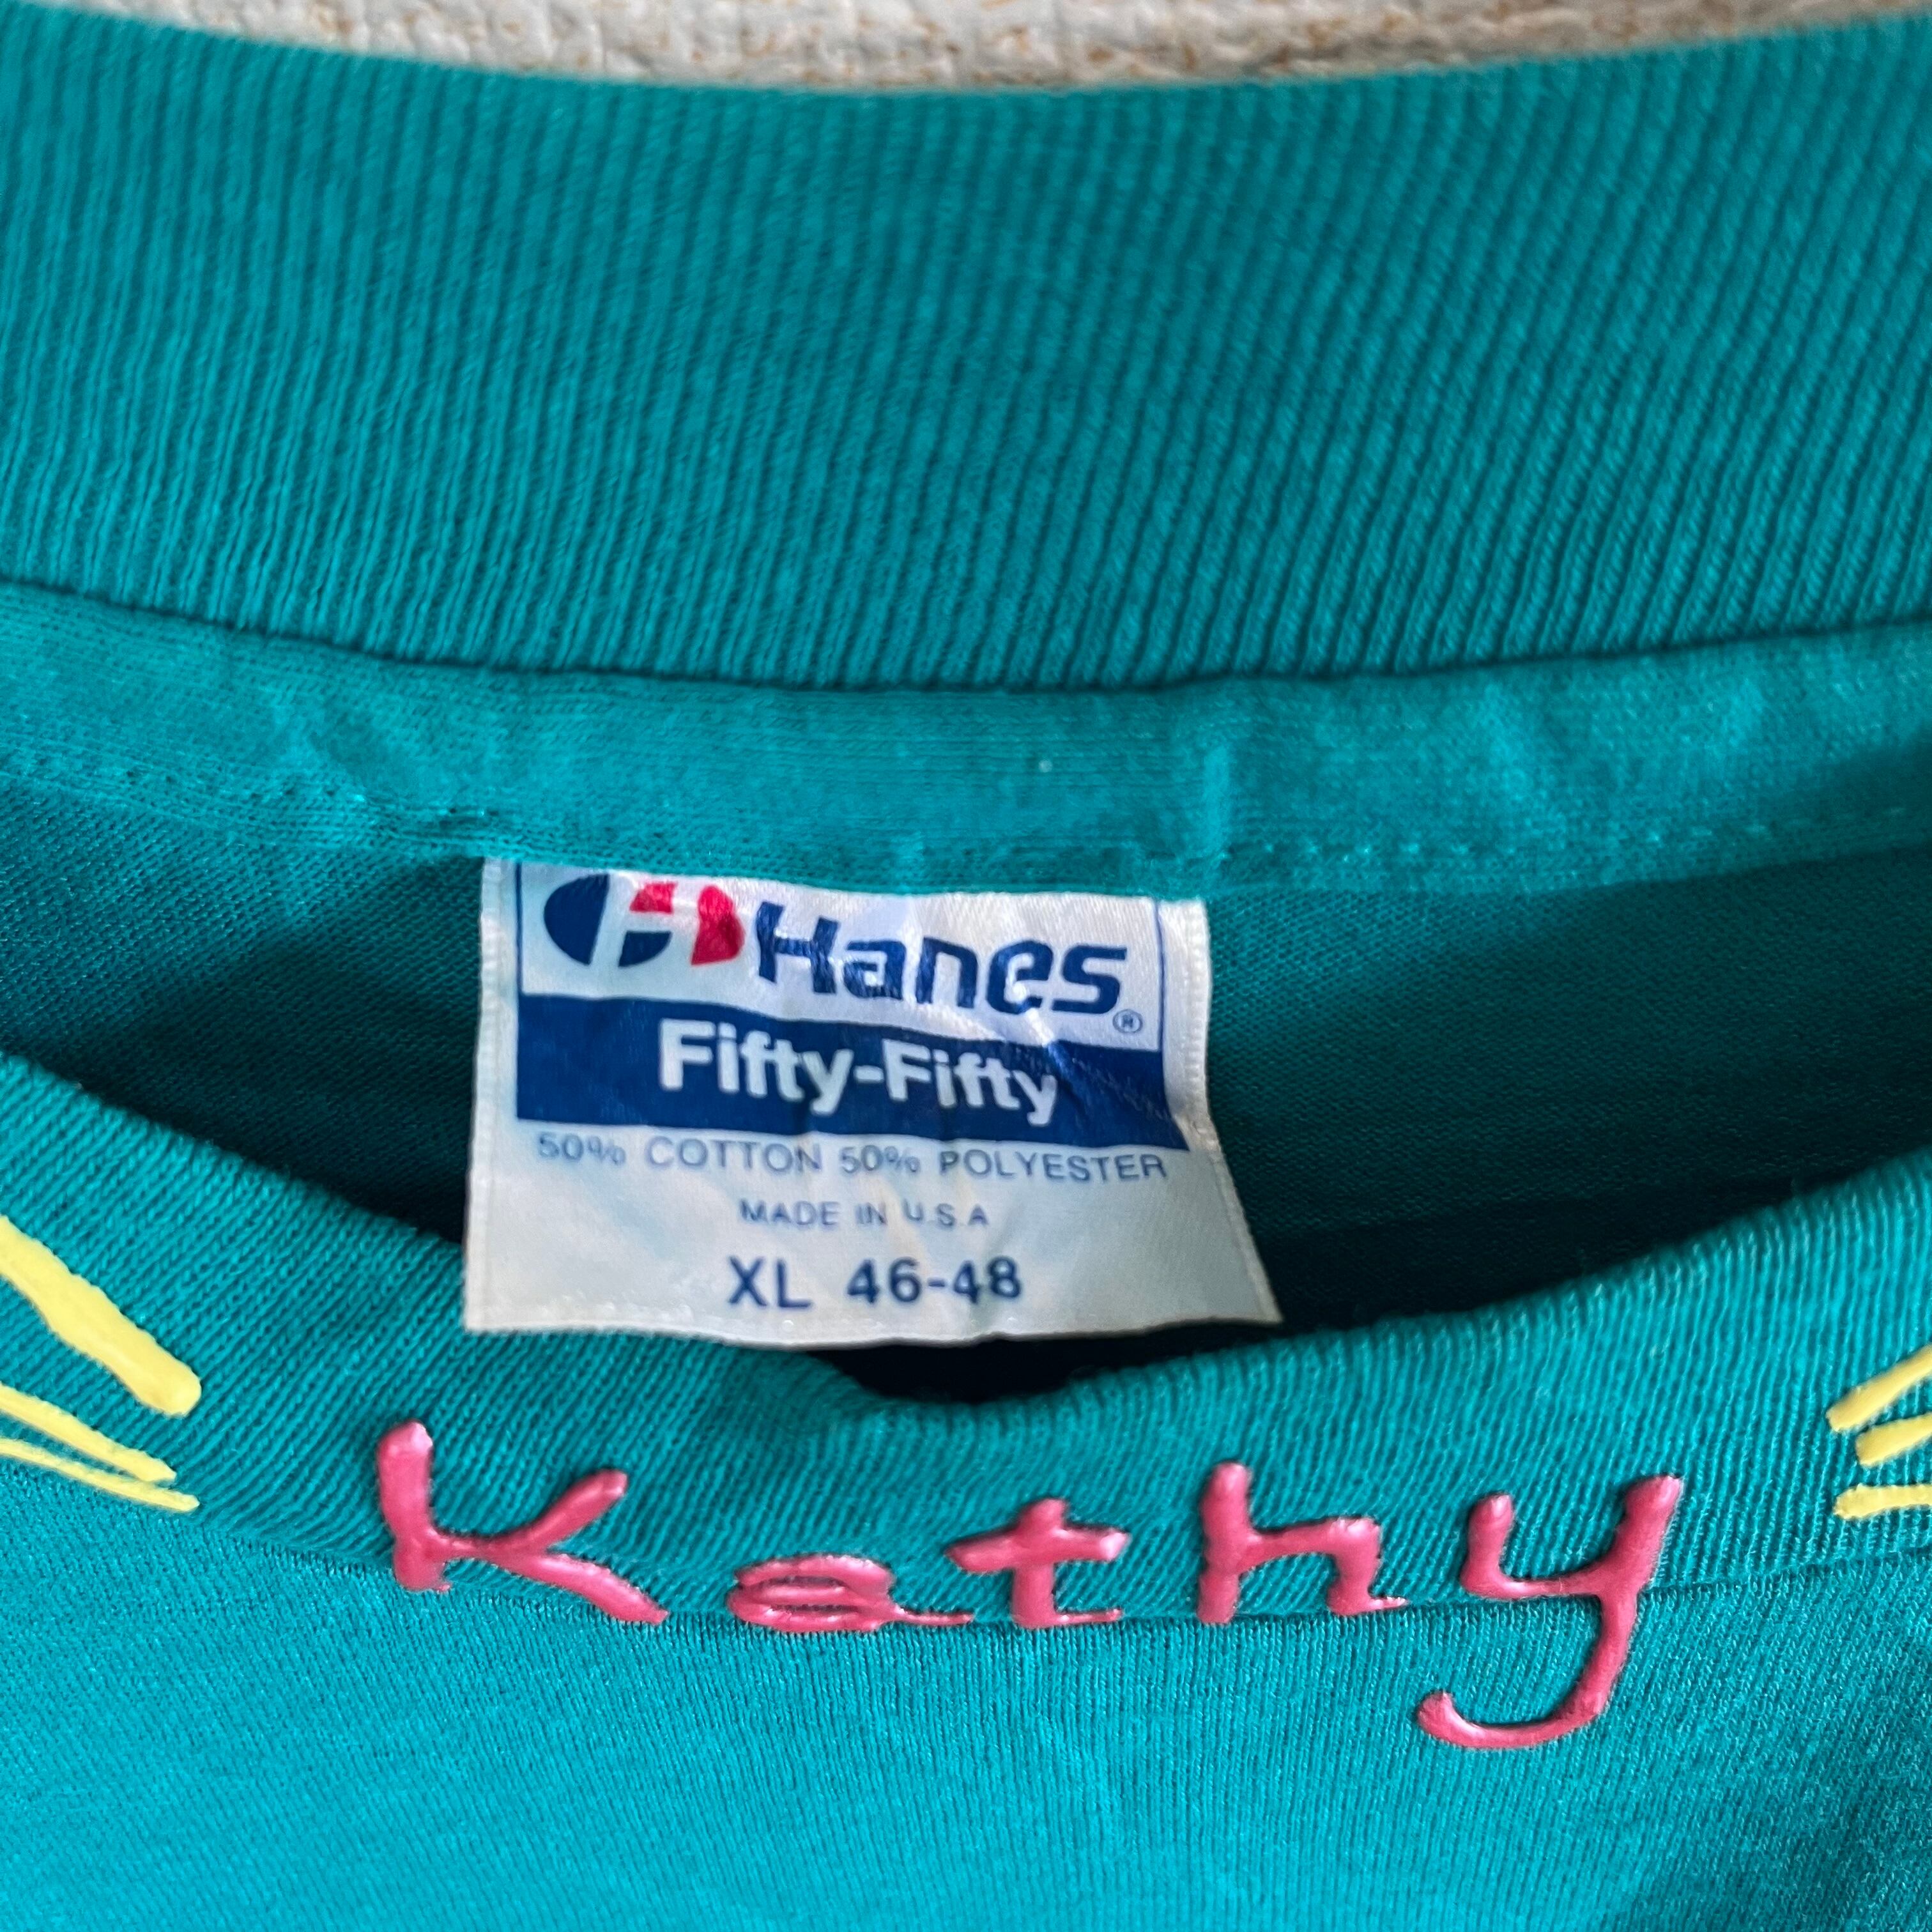 Hanes®
Fifty-Fifty
50% COTTON 50% POLYESTER
MADE IN U.S.A
XL 46-48
Kathy